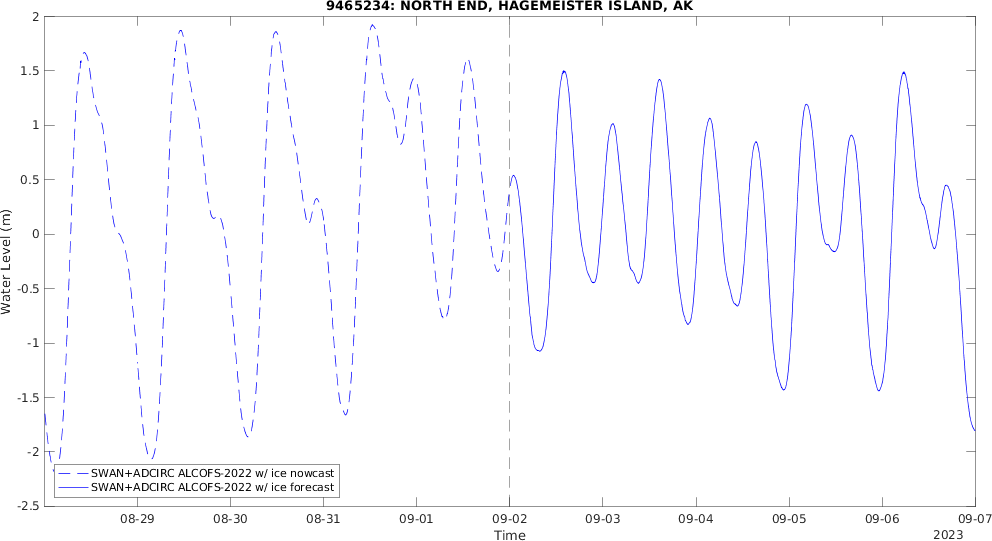 9465234: NORTH END, HAGEMEISTER ISLAND, AK
Water Level (m)
2
1.5
1
0.5
0
-0.5
-1
-1.5
-2
-2.5
SWAN+ADCIRC ALCOFS-2022 w/ ice nowcast
SWAN+ADCIRC ALCOFS-2022 w/ ice forecast
08-29 08-30 08-31 09-01 09-02 09-03 09-04 09-05 09-06 09-07
Time
2023